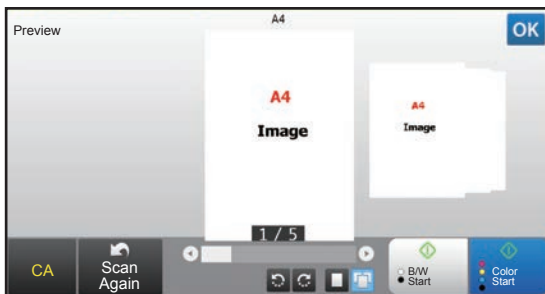 A4
Preview
OK
A4
Image
A4
Image
1 / 5
CA
Scan
Again
B/W
Start
Color
Start